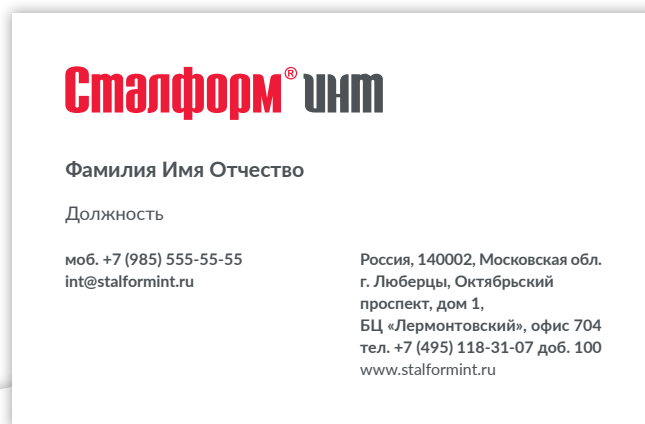 Сталформ® инт
Фамилия Имя Отчество
Должность
моб. +7 (985) 555-55-55
int@stalformint.ru
Россия, 140002, Московская обл.
г. Люберцы, Октябрьский
проспект, дом 1,
БЦ «Лермонтовский», офис 704
тел. +7 (495) 118-31-07 доб. 100
www.stalformint.ru